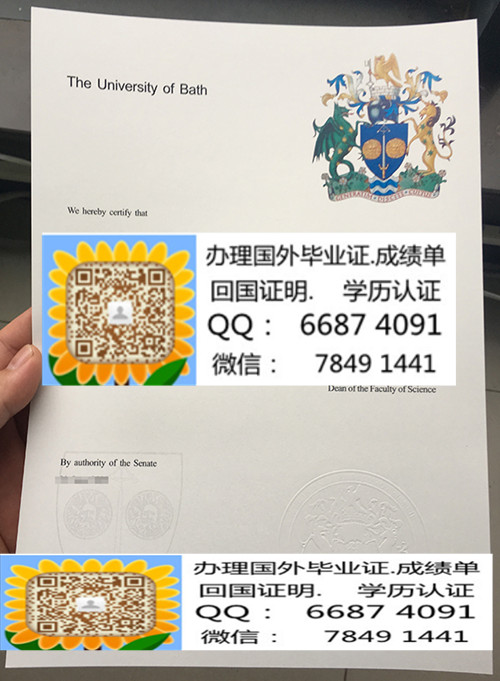 The University of Bath
GENERATIM DISCITE CULTUS
We hereby certify that
办理国外毕业证.成绩单
回国证明. 学历认证
QQ： 6687 4091
微信： 7849 1441
Dean of the Faculty of Science
By authority of the Senate
办理国外毕业证.成绩单
回国证明. 学历认证
QQ： 6687 4091
微信： 7849 1441